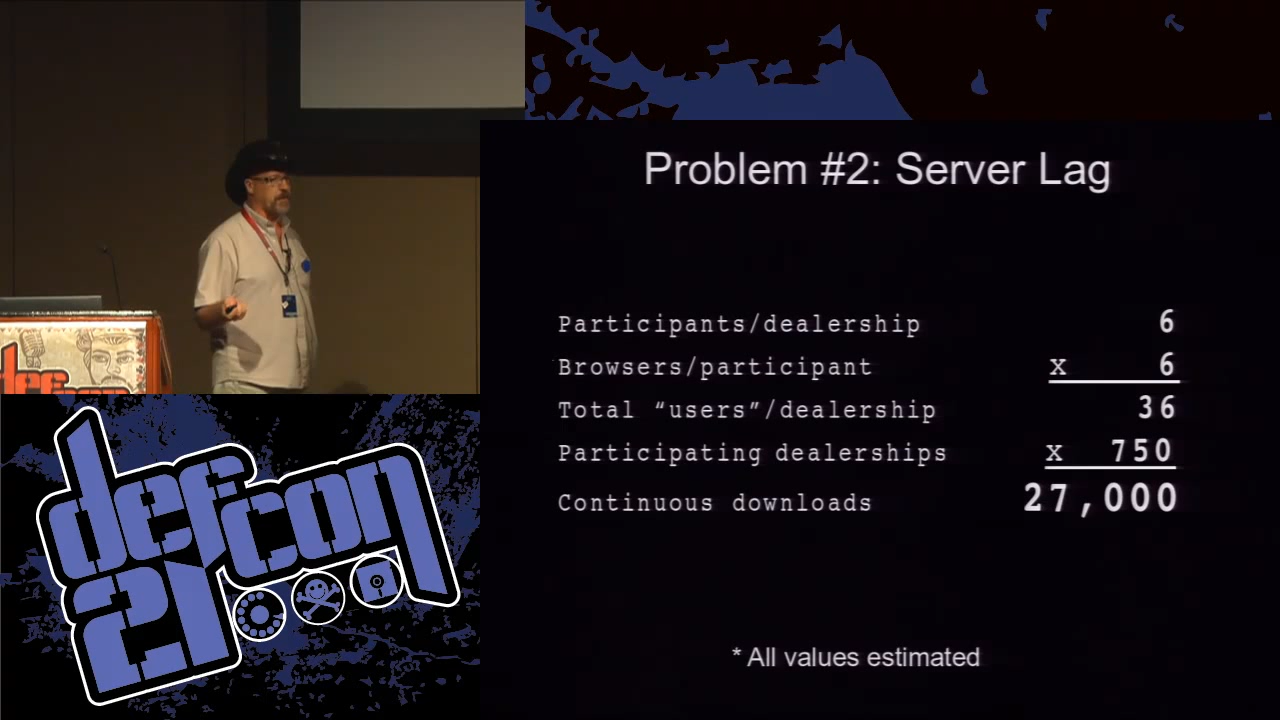 Problem #2: Server Lag
Participants/dealership 6
Browsers/participant x 6
Total “users”/dealership 36
Participating dealerships x 750
Continuous downloads 27,000
* All values estimated
def
con
defcon
21